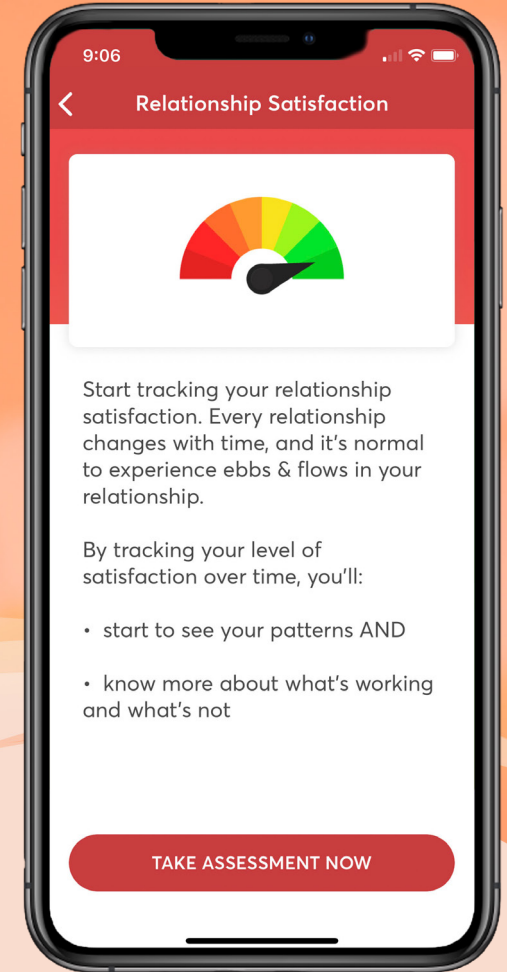 9:06
Relationship Satisfaction
Start tracking your relationship
satisfaction. Every relationship
changes with time, and it's normal
to experience ebbs & flows in your
relationship.
By tracking your level of
satisfaction over time, you'll:
• start to see your patterns AND
• know more about what's working
and what's not
TAKE ASSESSMENT NOW